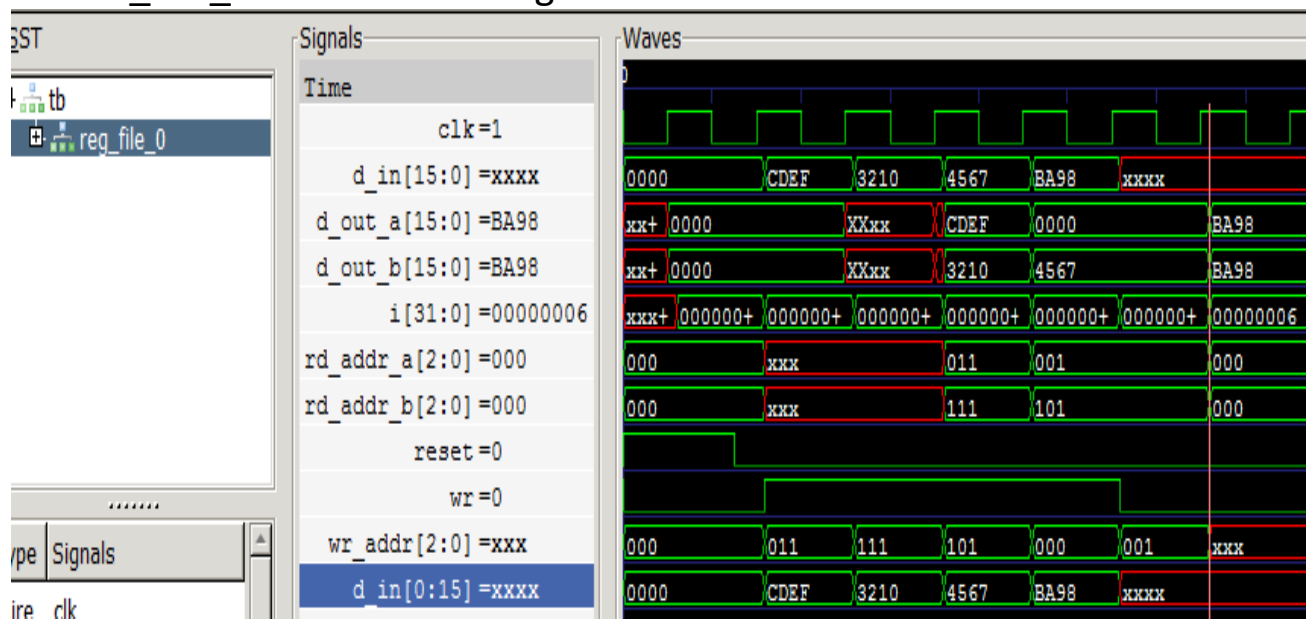 SST Signals Waves
Time 0
tb
reg_file_0
clk=1
d_in[15:0]=xxxx 0000 CDEF 3210 4567 BA98 xxxx
d_out_a[15:0]=BA98 xx+ 0000 XXxx CDEF 0000 BA98
d_out_b[15:0]=BA98 xx+ 0000 XXxx 3210 4567 BA98
i[31:0]=00000006 xxx+ 000000+ 000000+ 000000+ 000000+ 000000+ 000000+ 00000006
rd_addr_a[2:0]=000 000 xxx 011 001 000
rd_addr_b[2:0]=000 000 xxx 111 101 000
reset=0
wr=0
wr_addr[2:0]=xxx 000 011 111 101 000 001 xxx
Signals
d_in[0:15]=xxxx 0000 CDEF 3210 4567 BA98 xxxx
clk